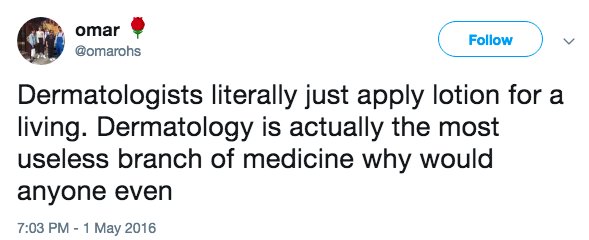 omar 🌹
@omarohs
Follow
Dermatologists literally just apply lotion for a
living. Dermatology is actually the most
useless branch of medicine why would
anyone even
7:03 PM - 1 May 2016